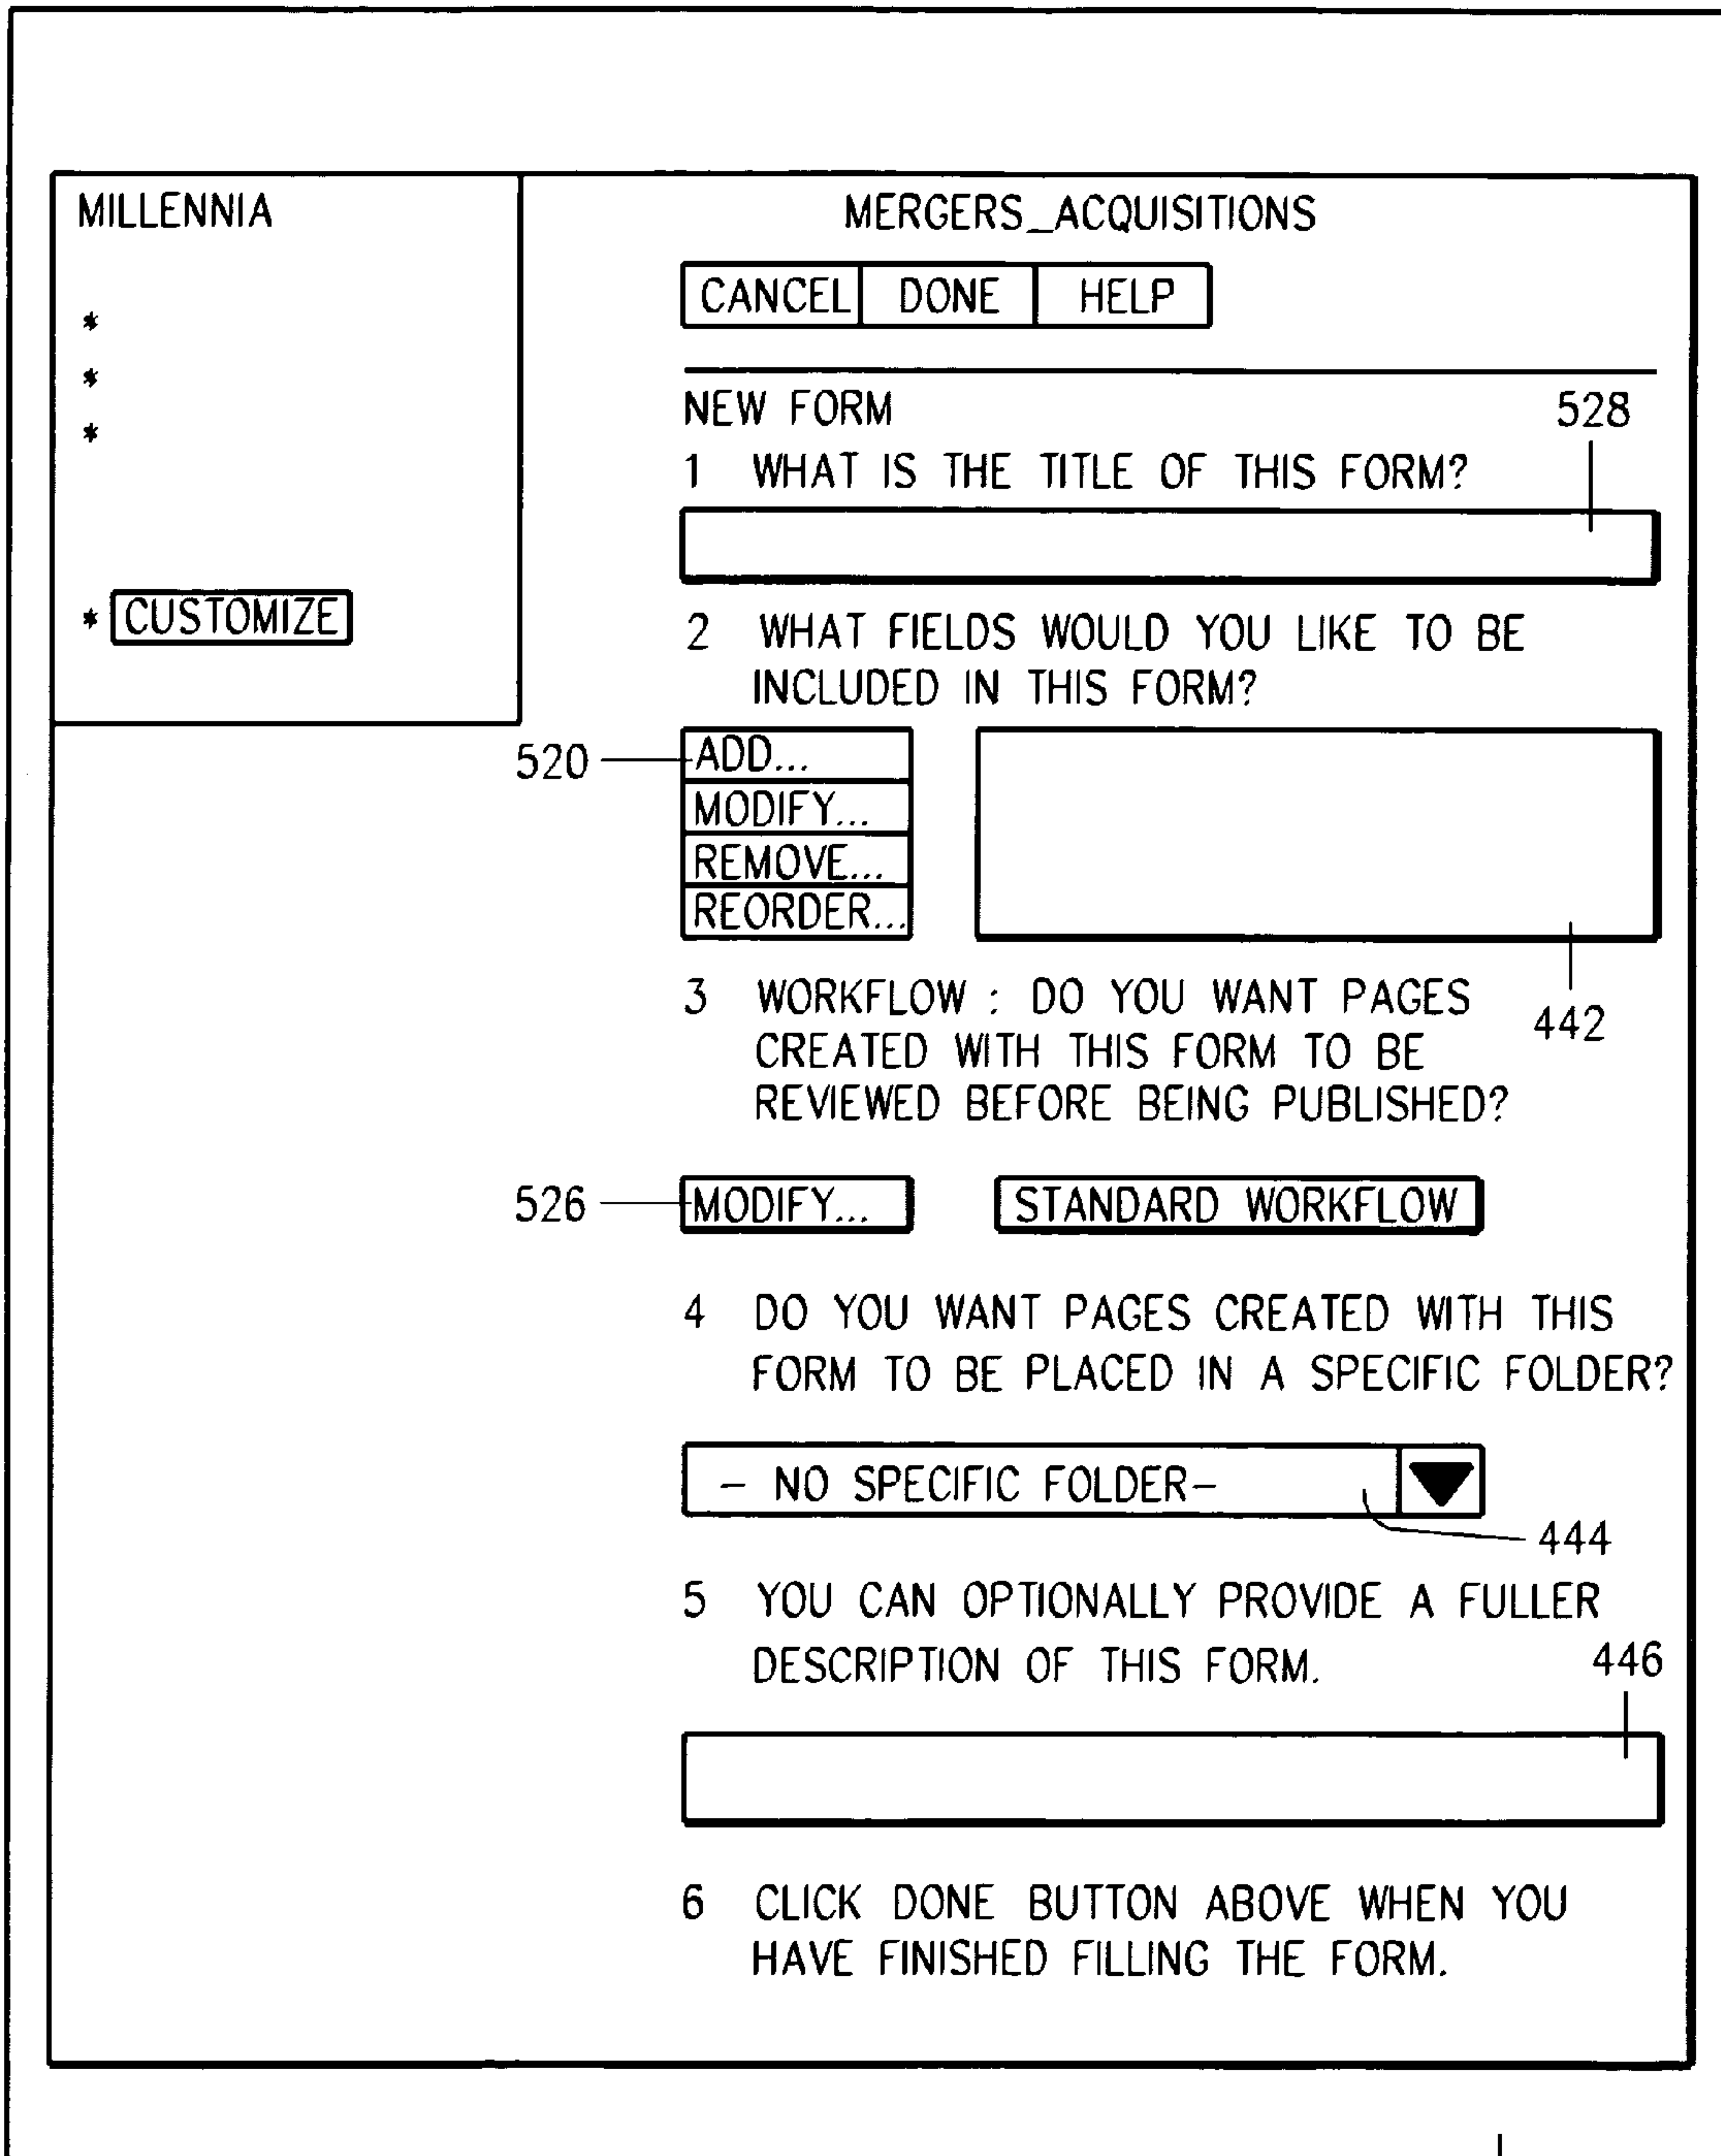 MILLENNIA
*
*
*
* CUSTOMIZE
MERGERS_ACQUISITIONS
CANCEL DONE HELP
NEW FORM
528
1 WHAT IS THE TITLE OF THIS FORM?
2 WHAT FIELDS WOULD YOU LIKE TO BE
INCLUDED IN THIS FORM?
520
ADD...
MODIFY...
REMOVE...
REORDER...
442
3 WORKFLOW : DO YOU WANT PAGES
CREATED WITH THIS FORM TO BE
REVIEWED BEFORE BEING PUBLISHED?
526
MODIFY... STANDARD WORKFLOW
4 DO YOU WANT PAGES CREATED WITH THIS
FORM TO BE PLACED IN A SPECIFIC FOLDER?
- NO SPECIFIC FOLDER-
444
5 YOU CAN OPTIONALLY PROVIDE A FULLER
DESCRIPTION OF THIS FORM.
446
6 CLICK DONE BUTTON ABOVE WHEN YOU
HAVE FINISHED FILLING THE FORM.